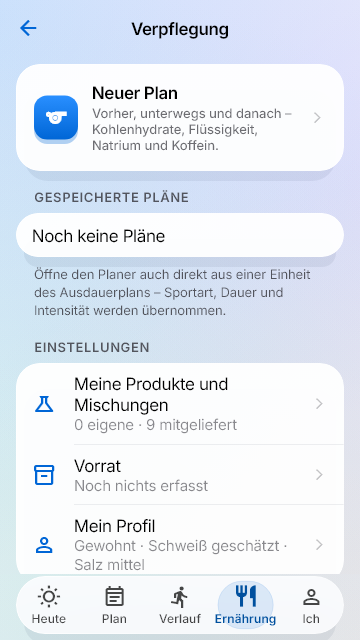 Verpflegung
Neuer Plan
Vorher, unterwegs und danach –
Kohlenhydrate, Flüssigkeit,
Natrium und Koffein.
GESPEICHERTE PLÄNE
Noch keine Pläne
Öffne den Planer auch direkt aus einer Einheit
des Ausdauerplans – Sportart, Dauer und
Intensität werden übernommen.
EINSTELLUNGEN
Meine Produkte und
Mischungen
0 eigene · 9 mitgeliefert
Vorrat
Noch nichts erfasst
Mein Profil
Gewohnt · Schweiß geschätzt ·
Salz mittel
Heute
Plan
Verlauf
Ernährung
Ich